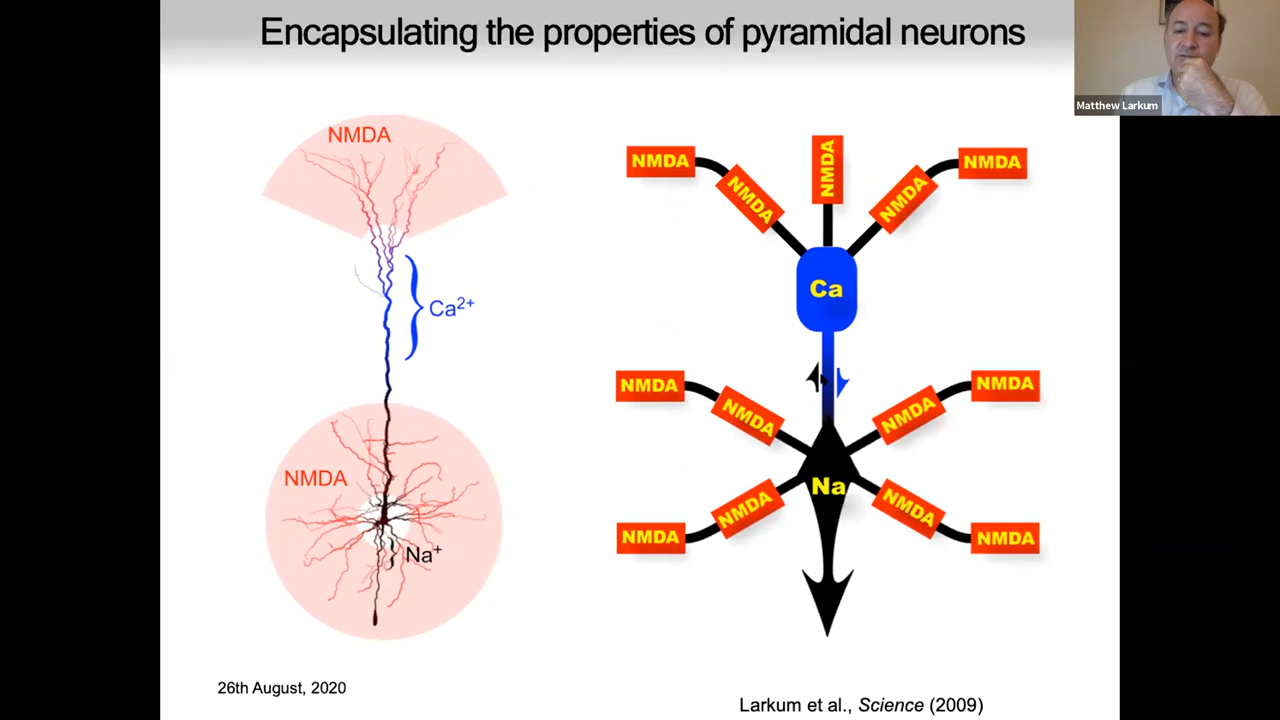 Encapsulating the properties of pyramidal neurons
Matthew Larkum
NMDA
Ca2+
NMDA
Na+
NMDA
NMDA
NMDA
NMDA
NMDA
Ca
NMDA
NMDA
NMDA
NMDA
Na
NMDA
NMDA
NMDA
NMDA
26th August, 2020
Larkum et al., Science (2009)